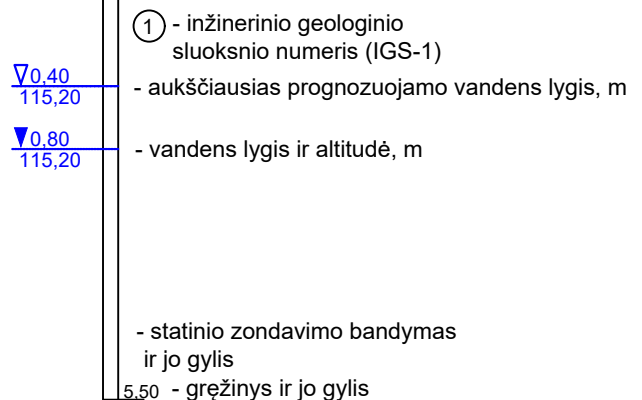 1 - inžinerinio geologinio
sluoksnio numeris (IGS-1)
0,40
115,20 - aukščiausias prognozuojamo vandens lygis, m
0,80
115,20 - vandens lygis ir altitudė, m
- statinio zondavimo bandymas
ir jo gylis
5,50 - gręžinys ir jo gylis